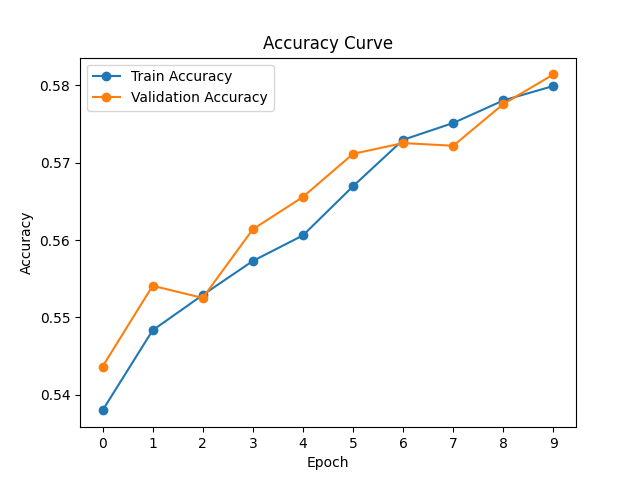 Accuracy Curve
Train Accuracy
Validation Accuracy
0.58
0.57
0.56
0.55
0.54
Accuracy
0 1 2 3 4 5 6 7 8 9
Epoch